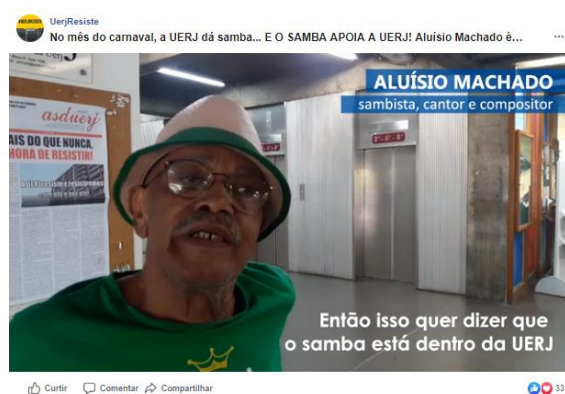 UerjResiste
No mês do carnaval, a UERJ dá samba... E O SAMBA APOIA A UERJ! Aluísio Machado é...
asduerj
AIS DO QUE NUNCA,
HORA DE RESISTIR!
ALUÍSIO MACHADO
sambista, cantor e compositor
Então isso quer dizer que
o samba está dentro da UERJ
Curtir Comentar Compartilhar 33